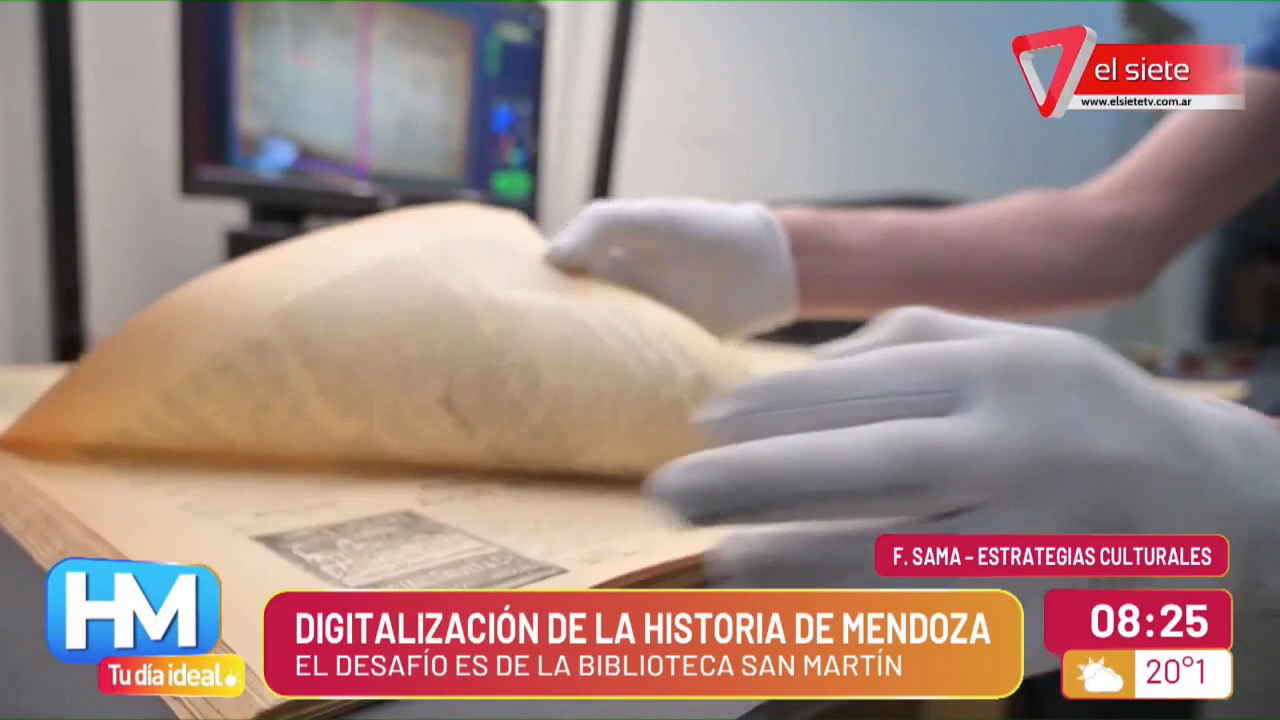 el siete
www.elsietetv.com.ar
F. SAMA - ESTRATEGIAS CULTURALES
HM
Tu día ideal.
DIGITALIZACIÓN DE LA HISTORIA DE MENDOZA
EL DESAFÍO ES DE LA BIBLIOTECA SAN MARTÍN
08:25
20°1